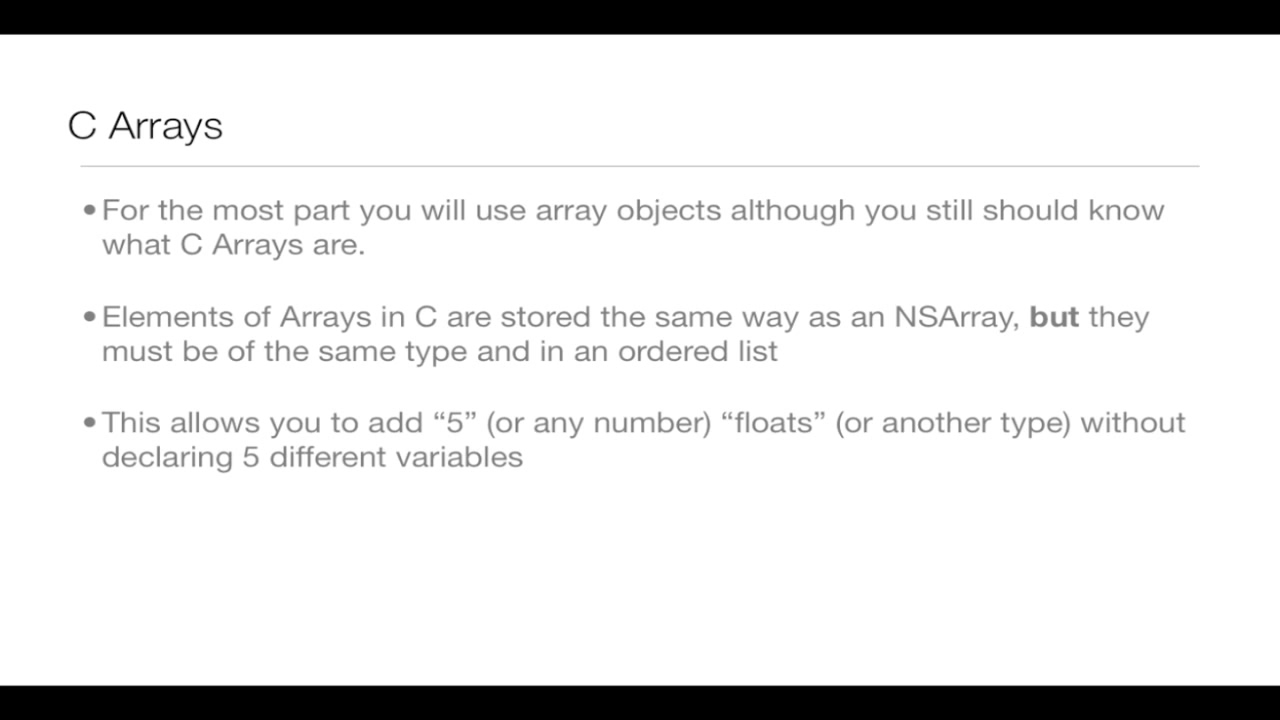 C Arrays
•For the most part you will use array objects although you still should know
what C Arrays are.
•Elements of Arrays in C are stored the same way as an NSArray, but they
must be of the same type and in an ordered list
•This allows you to add “5” (or any number) “floats” (or another type) without
declaring 5 different variables